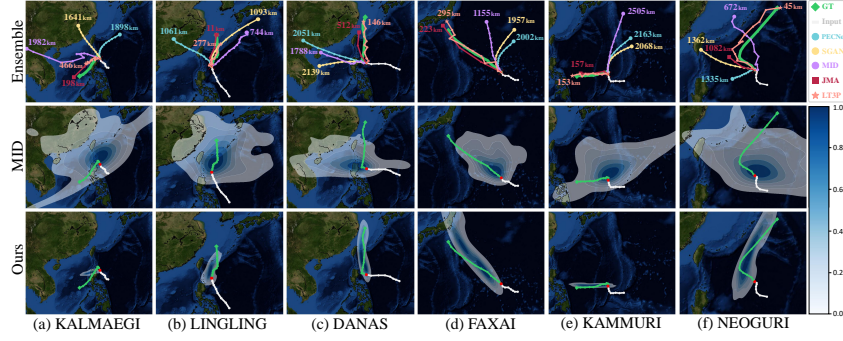 Ensemble
1641km
1898km
1982km
466km
198km
1093km
11km
1061km
277km
744km
512km
146km
2051km
1788km
2139km
295km
223km
1155km
1957km
2002km
2505km
2163km
2068km
157km
153km
672km
45km
1362km
1082km
1335km
GT
Input
PECNet
SGAN
MID
JMA
LT3P
MID
Ours
1.0
0.8
0.6
0.4
0.2
0.0
(a) KALMAEGI
(b) LINGLING
(c) DANAS
(d) FAXAI
(e) KAMMURI
(f) NEOGURI